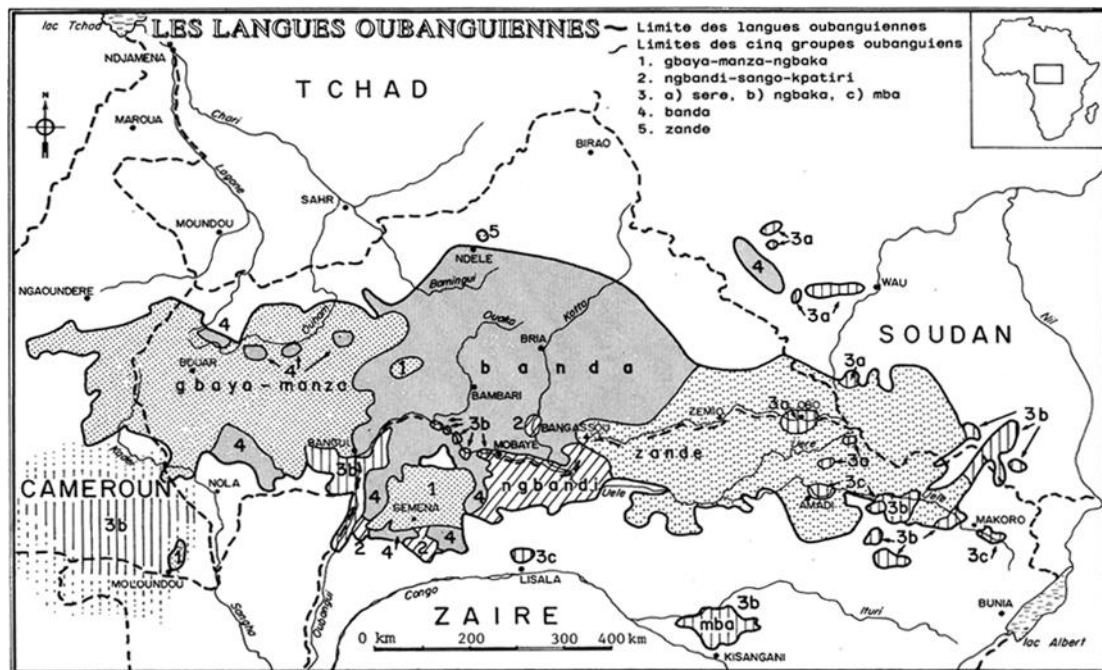 lac Tchad
LES LANGUES OUBANGUIENNES
Limite des langues oubanguiennes
Limites des cinq groupes oubanguiens
1. gbaya-manza-ngbaka
2. ngbandi-sango-kpatiri
3. a) sere, b) ngbaka, c) mba
4. banda
5. zande
NDJAMENA
TCHAD
N
MAROUA
Chari
Logone
BIRAO
SAHR
MOUNDOU
5
NDELE
3a
4
3a
WAU
NGAOUNDERE
Bamingui
SOUDAN
Nil
4
Ouham
Ouaka
Kotto
BRIA
BOUAR
4
1
banda
gbaya-manza
BAMBARI
3a
ZEMIO
3a
OBO
3b
2
BANGASSOU
3b
MOBAYE
zande
Uere
BANGUI
3b
4
Kadei
NOLA
CAMEROUN
3b
1
4
4
ngbandi
Uele
3a
3c
AMADI
3b
Uele
GEMENA
MAKORO
2
4
2
4
3b
3c
1
MOLOUNDOU
3c
LISALA
Congo
Sangha
Oubangui
ZAIRE
3b
mba
Ituri
BUNIA
0 km
200
300
400 km
KISANGANI
lac Albert